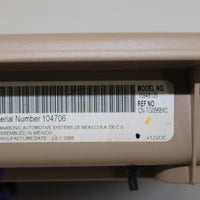 MODEL NO.
REF NO.
erial Number 104706
PANASONIC AUTOMOTIVE SYSTEMS DE MEXICO S.A. DE C.V.
ASSEMBLED IN MEXICO
MANUFACTURE DATE: JULY 2006
+12VDC